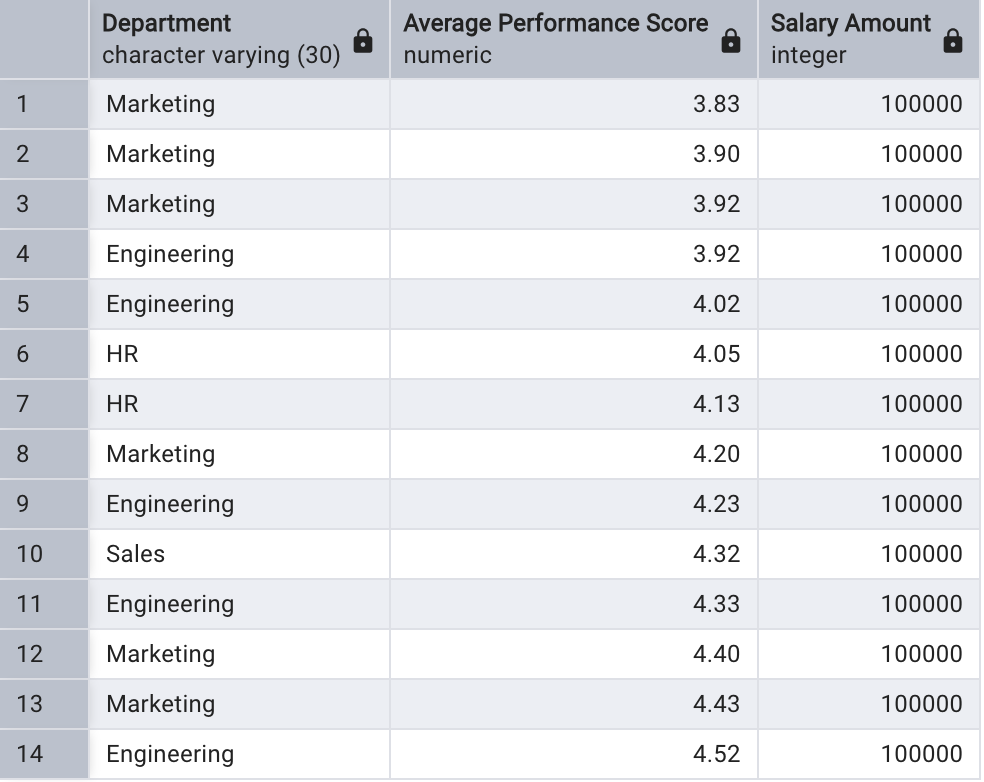 Department Average Performance Score Salary Amount
character varying (30) numeric integer
1 Marketing 3.83 100000
2 Marketing 3.90 100000
3 Marketing 3.92 100000
4 Engineering 3.92 100000
5 Engineering 4.02 100000
6 HR 4.05 100000
7 HR 4.13 100000
8 Marketing 4.20 100000
9 Engineering 4.23 100000
10 Sales 4.32 100000
11 Engineering 4.33 100000
12 Marketing 4.40 100000
13 Marketing 4.43 100000
14 Engineering 4.52 100000